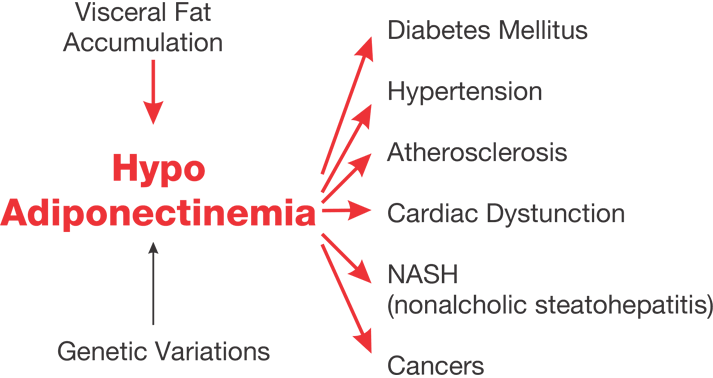 Visceral Fat
Accumulation
Hypo
Adiponectinemia
Genetic Variations
Diabetes Mellitus
Hypertension
Atherosclerosis
Cardiac Dystunction
NASH
(nonalcholic steatohepatitis)
Cancers